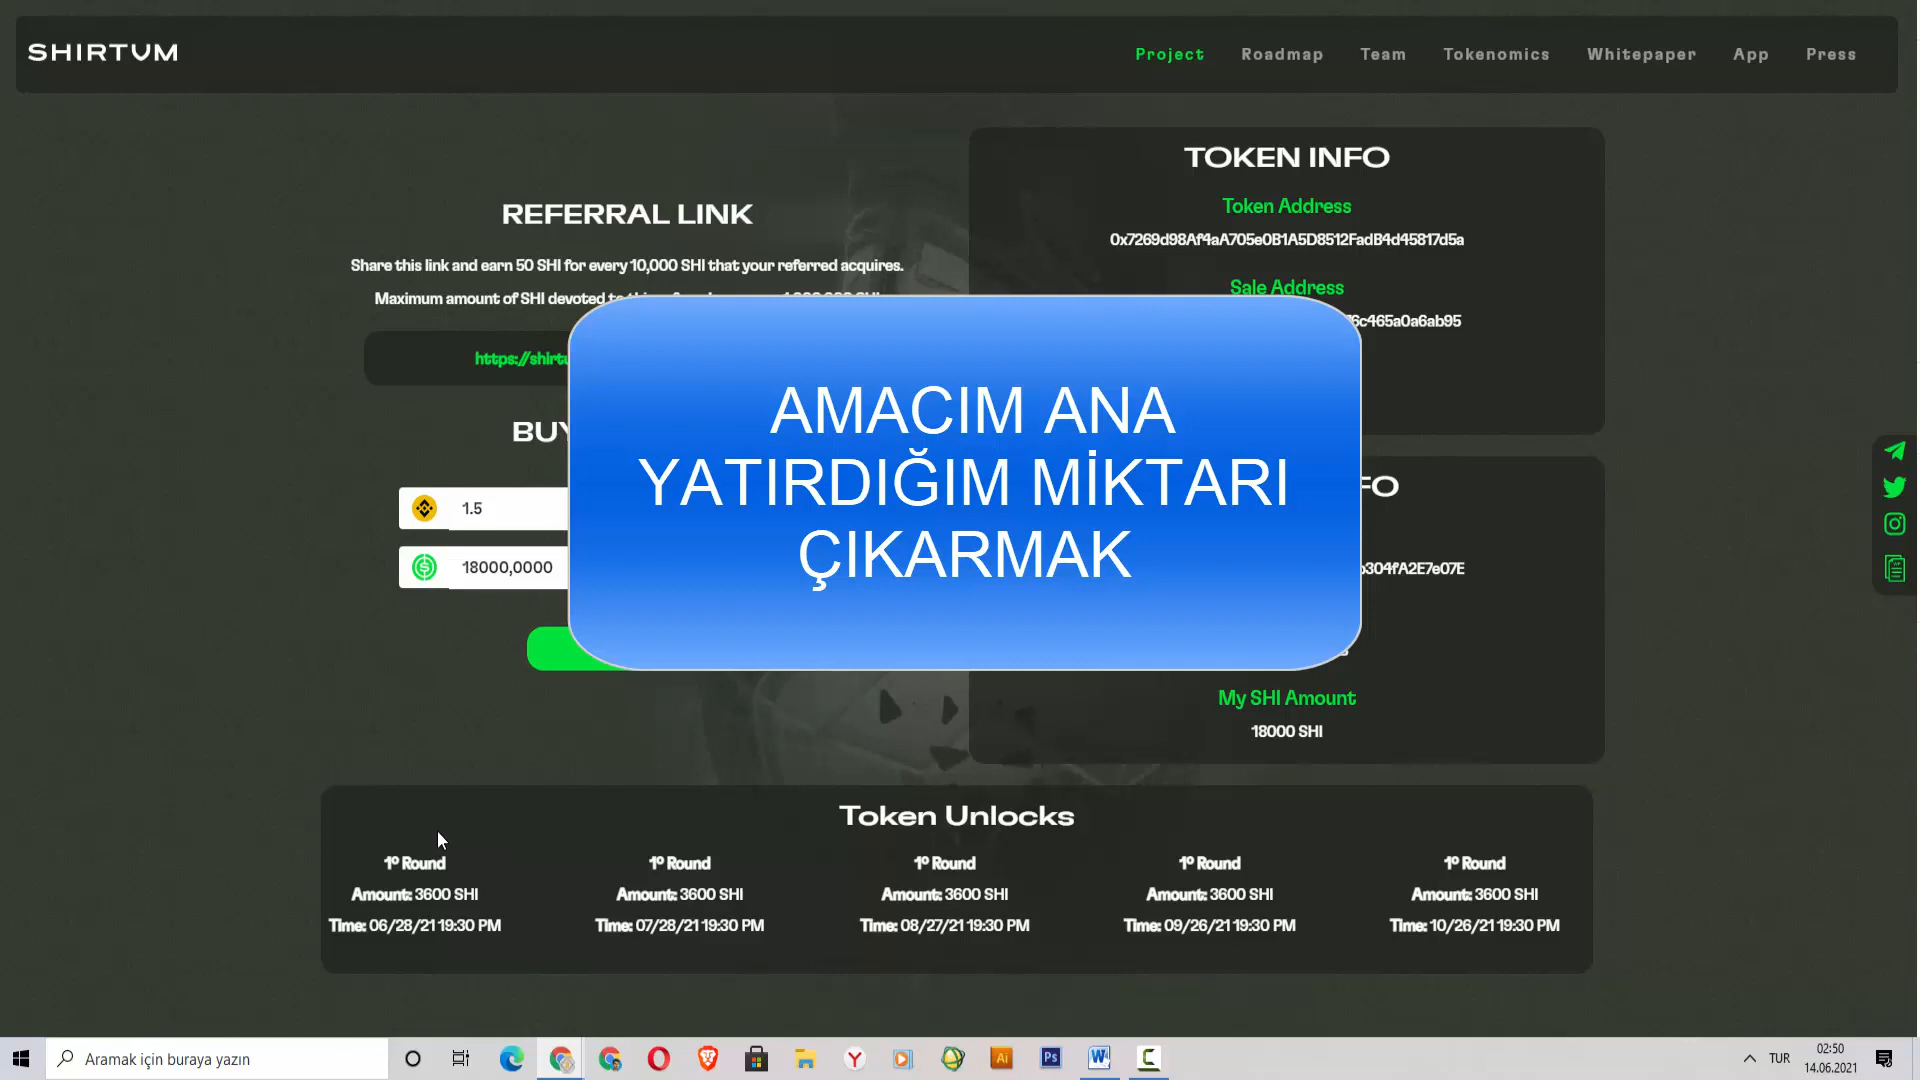 SHIRTUM
Project Roadmap Team Tokenomics Whitepaper App Press
REFERRAL LINK
Share this link and earn 50 SHI for every 10,000 SHI that your referred acquires.
Maximum amount of SHI devoted
https://shirtu
BUY
1.5
18000,0000
TOKEN INFO
Token Address
0x7269d98Af4aA705e0B1A5D8512FadB4d45817d5a
Sale Address
6c465a0a6ab95
AMACIM ANA
YATIRDIĞIM MİKTARI
ÇIKARMAK
FO
304fA2E7e07E
My SHI Amount
18000 SHI
Token Unlocks
1º Round
Amount: 3600 SHI
Time: 06/28/21 19:30 PM
1º Round
Amount: 3600 SHI
Time: 07/28/21 19:30 PM
1º Round
Amount: 3600 SHI
Time: 08/27/21 19:30 PM
1º Round
Amount: 3600 SHI
Time: 09/26/21 19:30 PM
1º Round
Amount: 3600 SHI
Time: 10/26/21 19:30 PM
Aramak için buraya yazın
TUR
02:50
14.06.2021